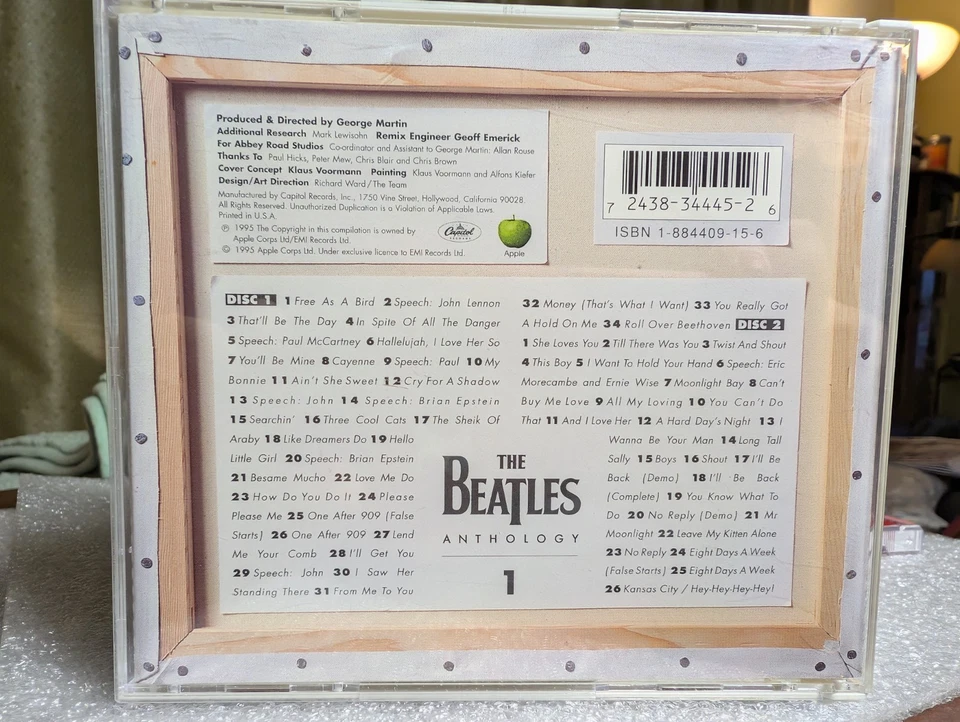 Produced & Directed by George Martin
Additional Research Mark Lewisohn Remix Engineer Geoff Emerick
For Abbey Road Studios Co-ordinator and Assistant to George Martin: Allan Rouse
Thanks To Paul Hicks, Peter Mew, Chris Blair and Chris Brown
Cover Concept Klaus Voormann Painting Klaus Voormann and Alfons Kiefer
Design/Art Direction Richard Ward/The Team
Manufactured by Capitol Records, Inc., 1750 Vine Street, Hollywood, California 90028.
All Rights Reserved. Unauthorized Duplication is a Violation of Applicable Laws.
Printed in U.S.A.
℗ 1995 The Copyright in this compilation is owned by
Apple Corps Ltd/EMI Records Ltd.
© 1995 Apple Corps Ltd. Under exclusive licence to EMI Records Ltd.
Capitol
RECORDS
Apple
7 2438-34445-2 6
ISBN 1-884409-15-6
DISC 1 1 Free As A Bird 2 Speech: John Lennon
3 That'll Be The Day 4 In Spite Of All The Danger
5 Speech: Paul McCartney 6 Hallelujah, I Love Her So
7 You'll Be Mine 8 Cayenne 9 Speech: Paul 10 My
Bonnie 11 Ain't She Sweet 12 Cry For A Shadow
13 Speech: John 14 Speech: Brian Epstein
15 Searchin' 16 Three Cool Cats 17 The Sheik Of
Araby 18 Like Dreamers Do 19 Hello
Little Girl 20 Speech: Brian Epstein
21 Besame Mucho 22 Love Me Do
23 How Do You Do It 24 Please
Please Me 25 One After 909 (False
Starts) 26 One After 909 27 Lend
Me Your Comb 28 I'll Get You
29 Speech: John 30 I Saw Her
Standing There 31 From Me To You
32 Money (That's What I Want) 33 You Really Got
A Hold On Me 34 Roll Over Beethoven DISC 2
1 She Loves You 2 Till There Was You 3 Twist And Shout
4 This Boy 5 I Want To Hold Your Hand 6 Speech: Eric
Morecambe and Ernie Wise 7 Moonlight Bay 8 Can't
Buy Me Love 9 All My Loving 10 You Can't Do
That 11 And I Love Her 12 A Hard Day's Night 13 I
Wanna Be Your Man 14 Long Tall
Sally 15 Boys 16 Shout 17 I'll Be
Back (Demo) 18 I'll Be Back
(Complete) 19 You Know What To
Do 20 No Reply (Demo) 21 Mr
Moonlight 22 Leave My Kitten Alone
23 No Reply 24 Eight Days A Week
(False Starts) 25 Eight Days A Week
26 Kansas City / Hey-Hey-Hey-Hey!
THE
BEATLES
ANTHOLOGY
1